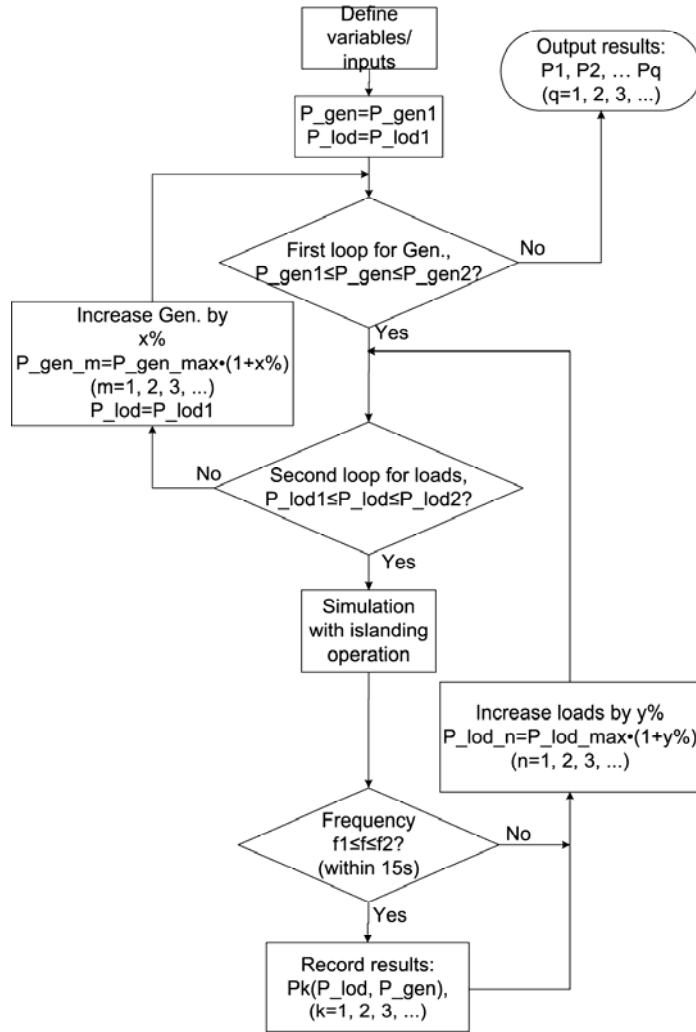 Define
variables/
inputs
Output results:
P1, P2, ... Pq
(q=1, 2, 3, ...)
P_gen=P_gen1
P_lod=P_lod1
First loop for Gen.,
P_gen1≤P_gen≤P_gen2?
No
Yes
Increase Gen. by
x%
P_gen_m=P_gen_max•(1+x%)
(m=1, 2, 3, ...)
P_lod=P_lod1
No
Second loop for loads,
P_lod1≤P_lod≤P_lod2?
Yes
Simulation
with islanding
operation
Increase loads by y%
P_lod_n=P_lod_max•(1+y%)
(n=1, 2, 3, ...)
Frequency
f1≤f≤f2?
(within 15s)
No
Yes
Record results:
Pk(P_lod, P_gen),
(k=1, 2, 3, ...)